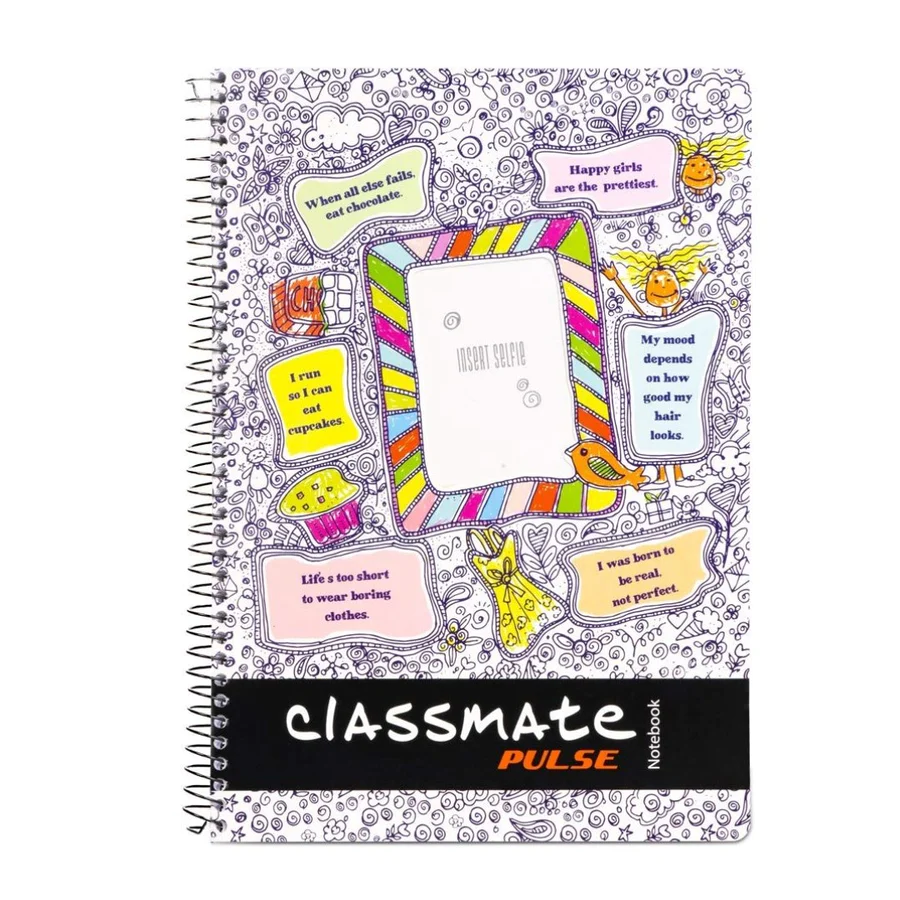 When all else fails,
eat chocolate.
Happy girls
are the prettiest.
CH
INSERT SELFIE
I run
so I can
eat
cupcakes.
My mood
depends
on how
good my
hair
looks.
Life s too short
to wear boring
clothes.
I was born to
be real,
not perfect.
classmate
PULSE
Notebook